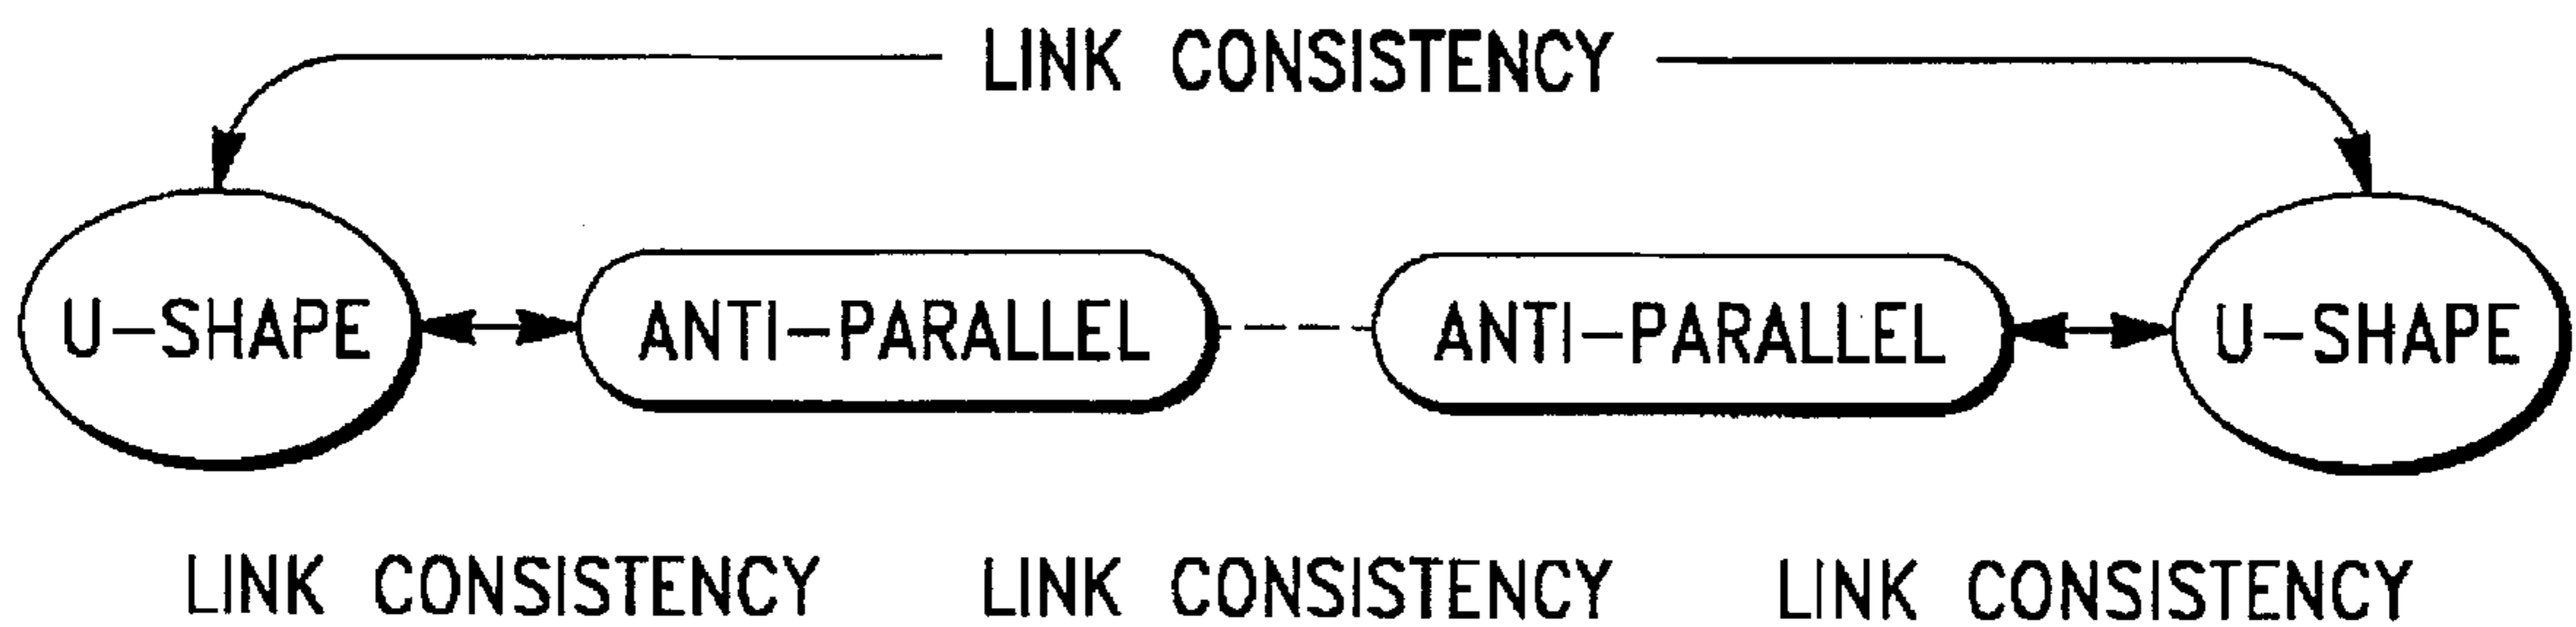 LINK CONSISTENCY
U-SHAPE ANTI-PARALLEL ANTI-PARALLEL U-SHAPE
LINK CONSISTENCY LINK CONSISTENCY LINK CONSISTENCY